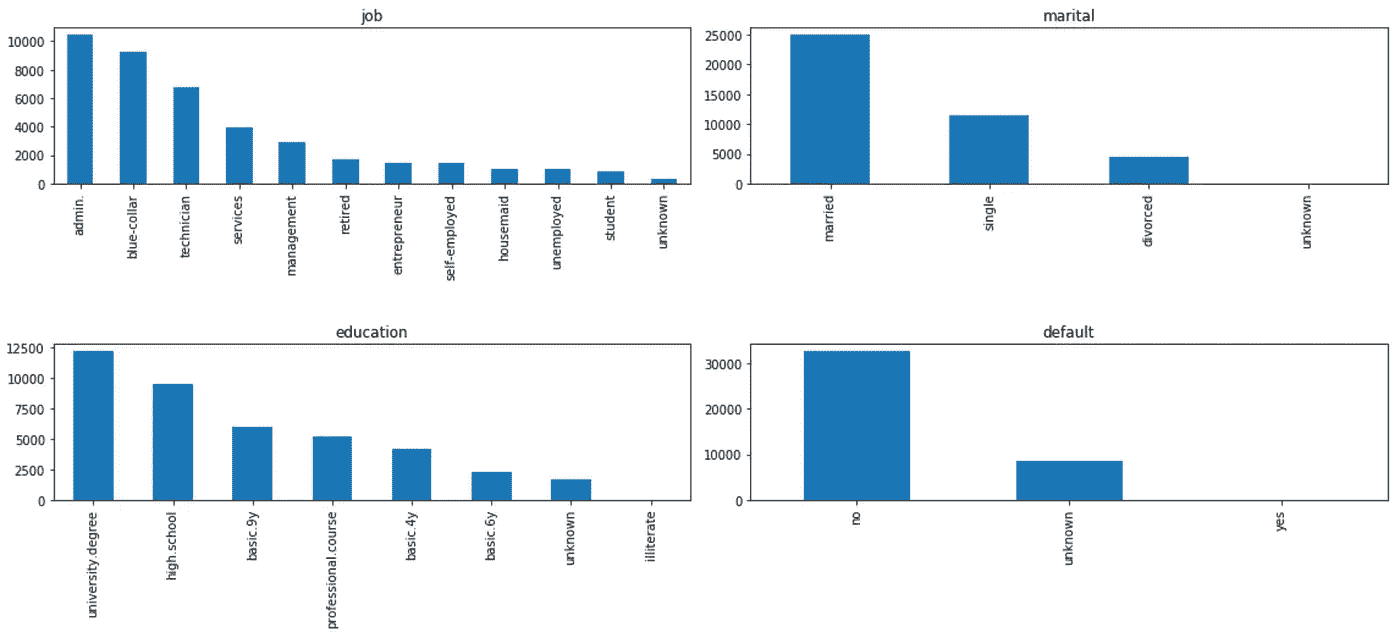 job
10000
8000
6000
4000
2000
0
admin.
blue-collar
technician
services
management
retired
entrepreneur
self-employed
housemaid
unemployed
student
unknown
marital
25000
20000
15000
10000
5000
0
married
single
divorced
unknown
education
12500
10000
7500
5000
2500
0
university.degree
high.school
basic.9y
professional.course
basic.4y
basic.6y
unknown
illiterate
default
30000
20000
10000
0
no
unknown
yes